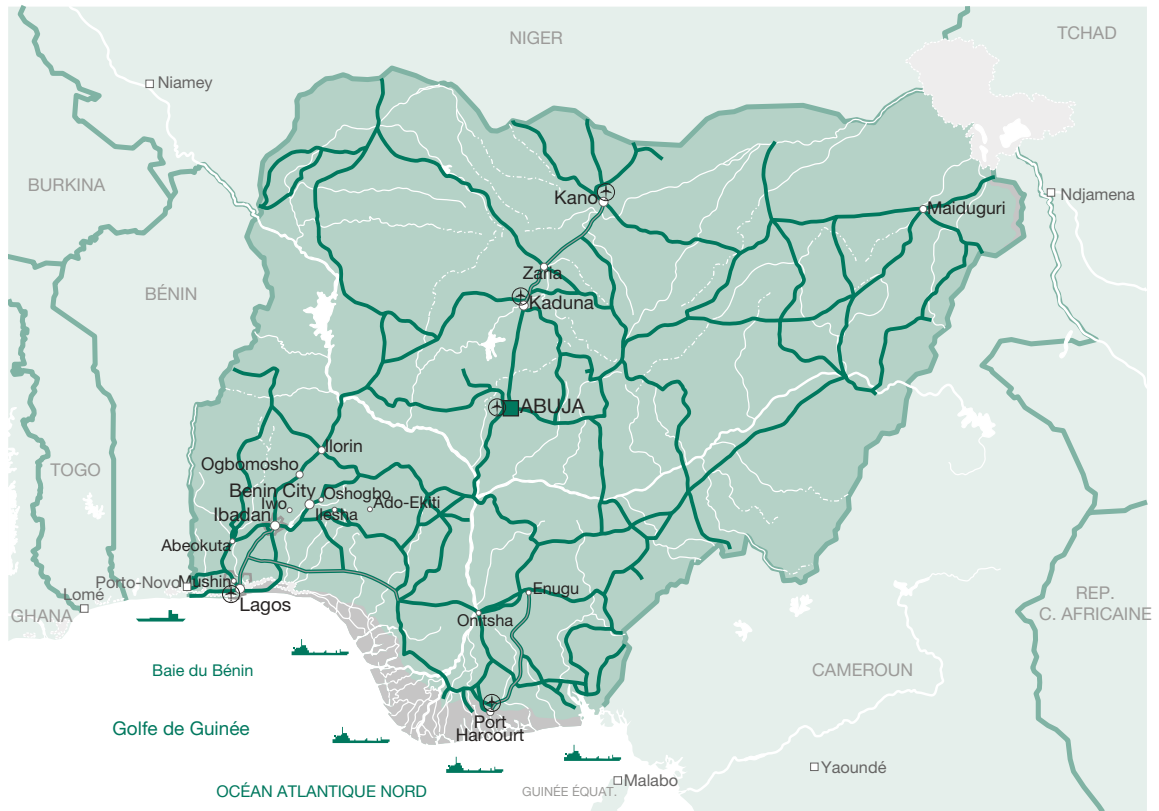 TCHAD
NIGER
Niamey
BURKINA
Kano
Ndjamena
Maiduguri
BÉNIN
Zaria
Kaduna
ABUJA
Ilorin
TOGO
Ogbomosho
Benin City
Oshogbo
Iwo
Ado-Ekiti
Ibadan
Ilesha
Abeokuta
Porto-Novo
Mushin
Enugu
Lomé
Lagos
GHANA
Onitsha
REP.
C. AFRICAINE
Baie du Bénin
CAMEROUN
Port
Harcourt
Golfe de Guinée
Yaoundé
Malabo
OCÉAN ATLANTIQUE NORD
GUINÉE ÉQUAT.